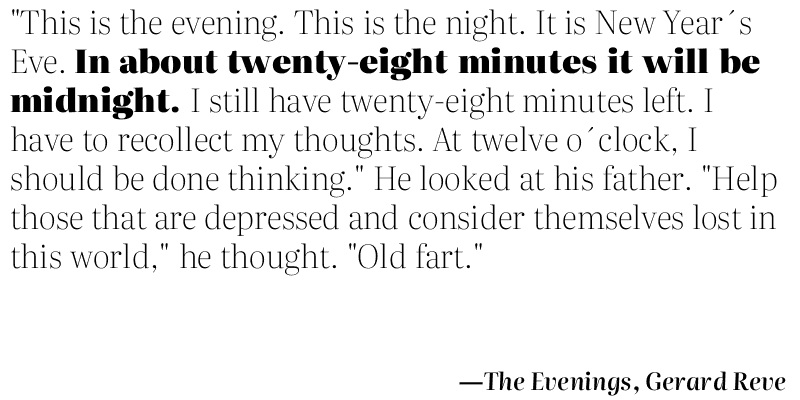 "This is the evening. This is the night. It is New Year´s
Eve. In about twenty-eight minutes it will be
midnight. I still have twenty-eight minutes left. I
have to recollect my thoughts. At twelve o´clock, I
should be done thinking." He looked at his father. "Help
those that are depressed and consider themselves lost in
this world," he thought. "Old fart."
—The Evenings, Gerard Reve